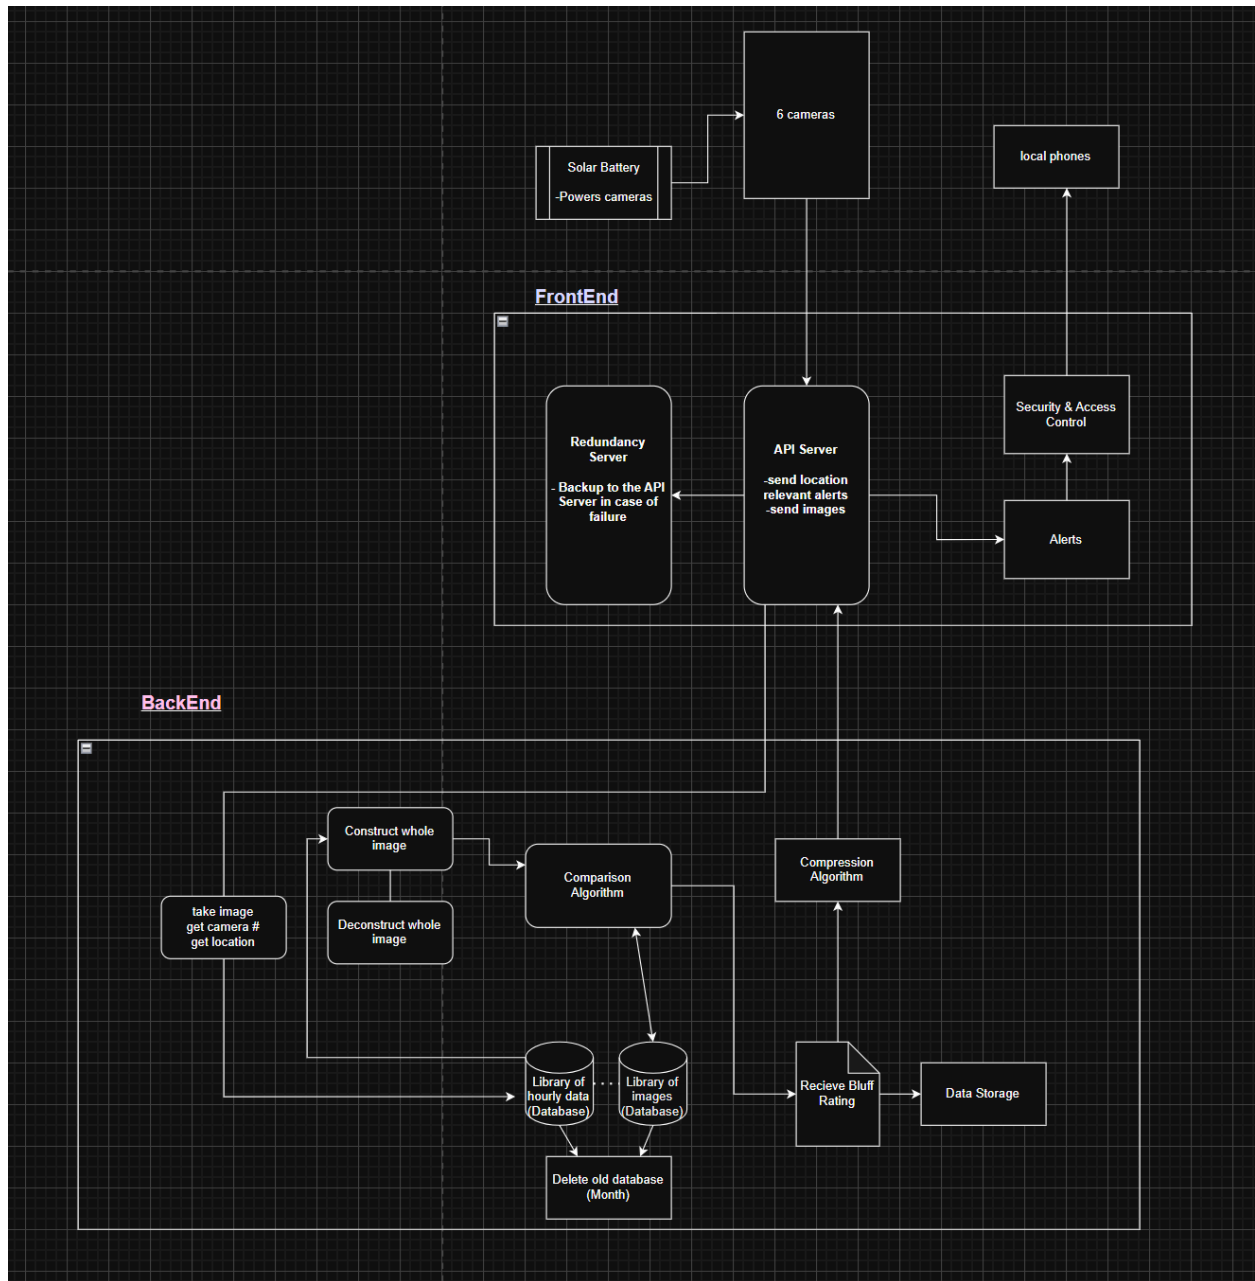 6 cameras
Solar Battery
-Powers cameras
local phones
FrontEnd
Redundancy
Server
- Backup to the API
Server in case of
failure
API Server
-send location
relevant alerts
-send images
Security & Access
Control
Alerts
BackEnd
Construct whole
image
Deconstruct whole
image
take image
get camera #
get location
Comparison
Algorithm
Compression
Algorithm
Library of
hourly data
(Database)
Library of
images
(Database)
Recieve Bluff
Rating
Data Storage
Delete old database
(Month)